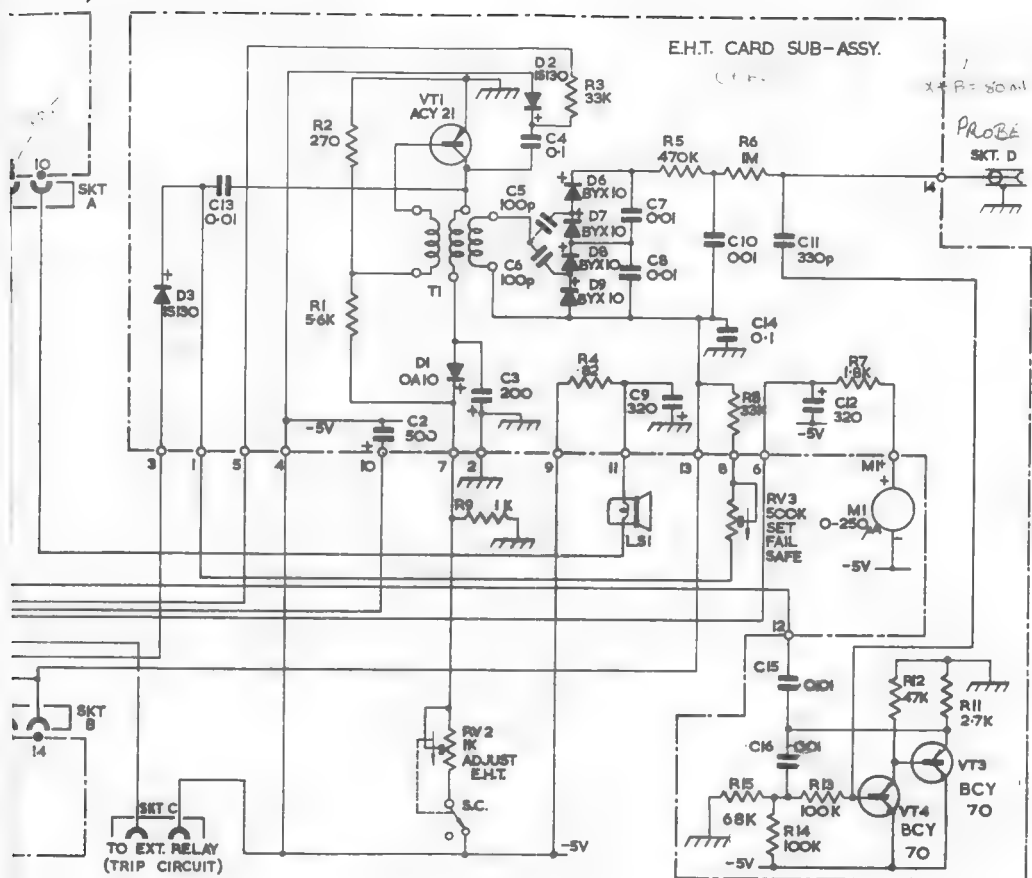 E.H.T. CARD SUB-ASSY.
X + B = 80
PROBE
SKT. D
14
10
SKT
A
C13
0.01
D3
1S130
R2
270
VT1
ACY 21
D2
1S130
R3
33K
C4
0.1
R1
5.6K
T1
C5
100p
C6
100p
D6
BYX10
D7
BYX10
D8
BYX10
D9
BYX10
C7
0.01
C8
0.01
R5
470K
R6
1M
C10
0.01
C11
330p
C14
0.1
D1
OA10
C3
200
C2
500
-5V
R4
.82
C9
320
R8
33K
C12
320
-5V
R7
1.8K
3
1
5
4
10
7
2
9
11
13
8
6
M1
+
R9 1K
LS1
RV3
500K
SET
FAIL
SAFE
M1
0-250µA
-5V
12
C15
0.01
C16
0.01
R12
47K
R11
2.7K
R15
68K
R13
100K
R14
100K
-5V
VT4
BCY
70
VT3
BCY
70
SKT
B
14
RV2
1K
ADJUST
E.H.T.
S.C.
-5V
SKT C
TO EXT. RELAY
(TRIP CIRCUIT)